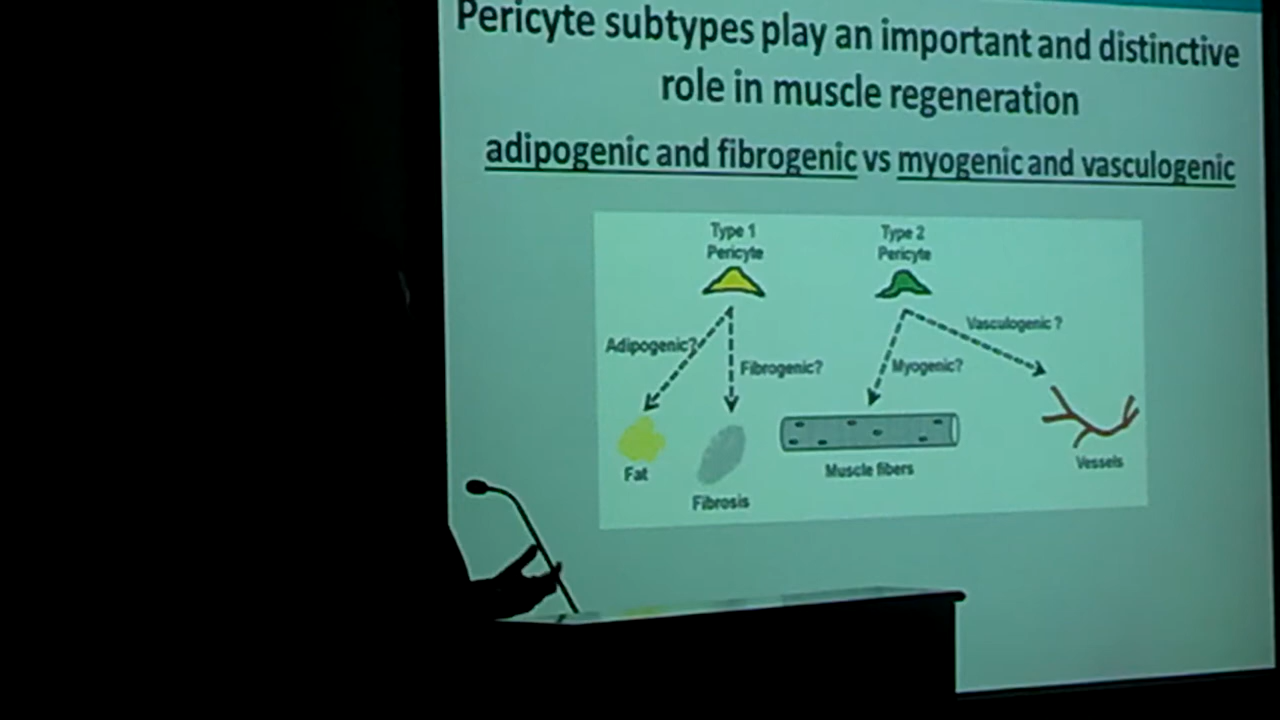 Pericyte subtypes play an important and distinctive
role in muscle regeneration
adipogenic and fibrogenic vs myogenic and vasculogenic
Type 1
Pericyte
Type 2
Pericyte
Vasculogenic ?
Adipogenic?
Fibrogenic?
Myogenic?
Fat
Fibrosis
Muscle fibers
Vessels